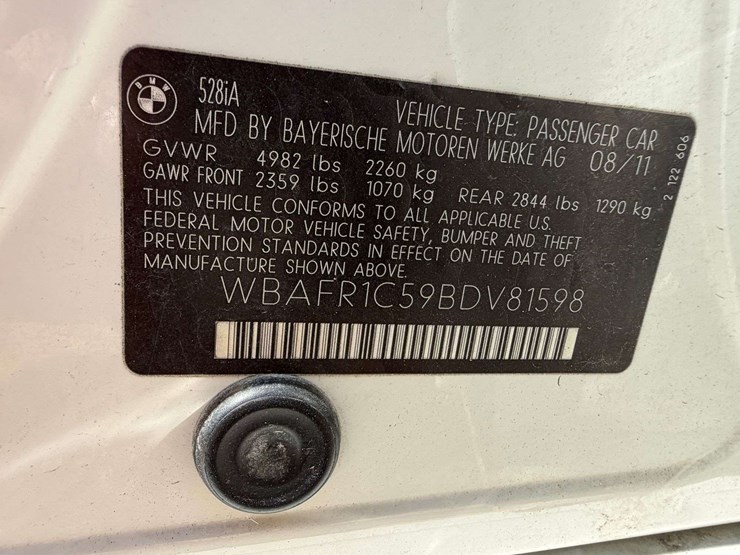 BMW
528iA
VEHICLE TYPE: PASSENGER CAR
MFD BY BAYERISCHE MOTOREN WERKE AG 08/11
GVWR 4982 lbs 2260 kg
GAWR FRONT 2359 lbs 1070 kg REAR 2844 lbs 1290 kg
THIS VEHICLE CONFORMS TO ALL APPLICABLE U.S.
FEDERAL MOTOR VEHICLE SAFETY, BUMPER AND THEFT
PREVENTION STANDARDS IN EFFECT ON THE DATE OF
MANUFACTURE SHOWN ABOVE.
WBAFR1C59BDV81598
2 122 606